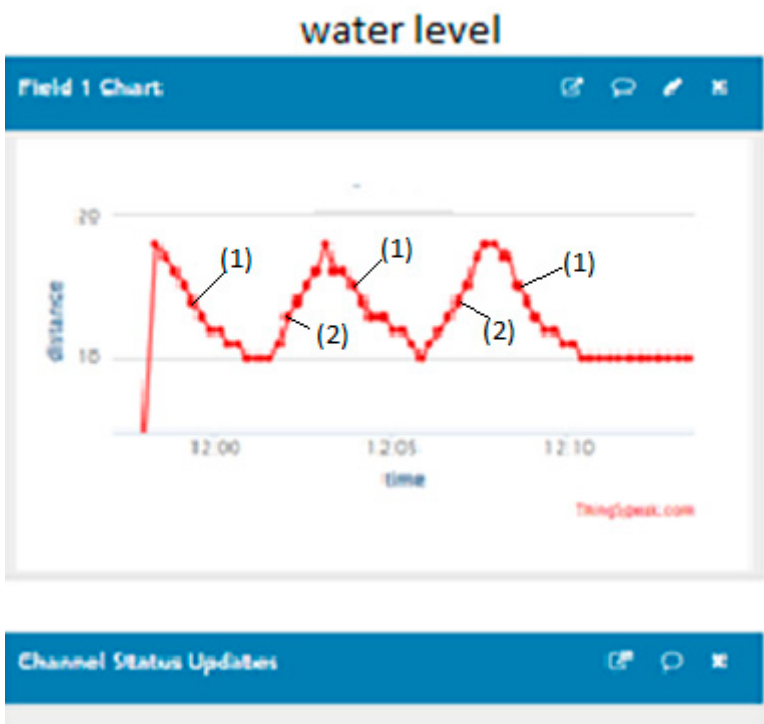 water level
Field 1 Chart
20
(1)
(1)
(1)
(2)
(2)
distance
10
12:00
12:05
12:10
time
ThingSpeak.com
Channel Status Updates